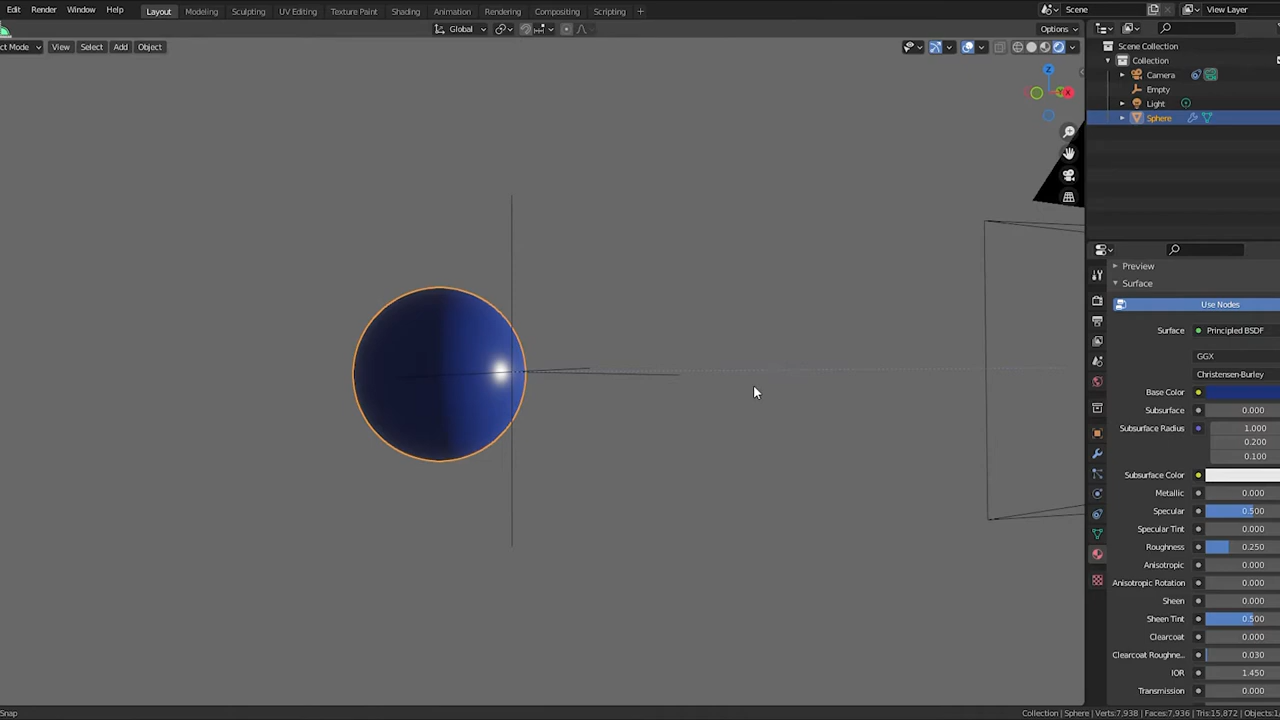 Edit Render Window Help Layout Modeling Sculpting UV Editing Texture Paint Shading Animation Rendering Compositing Scripting + Scene View Layer
Global Options
ct Mode View Select Add Object
Scene Collection
Collection
Camera
Empty
Light
Sphere
Z
Y X
Preview
Surface
Use Nodes
Surface Principled BSDF
GGX
Christensen-Burley
Base Color
Subsurface 0.000
Subsurface Radius 1.000
0.200
0.100
Subsurface Color
Metallic 0.000
Specular 0.500
Specular Tint 0.000
Roughness 0.250
Anisotropic 0.000
Anisotropic Rotation 0.000
Sheen 0.000
Sheen Tint 0.500
Clearcoat 0.000
Clearcoat Roughne... 0.030
IOR 1.450
Transmission 0.000
Snap Collection | Sphere | Verts:7,938 | Faces:7,936 | Tris:15,872 | Objects:1